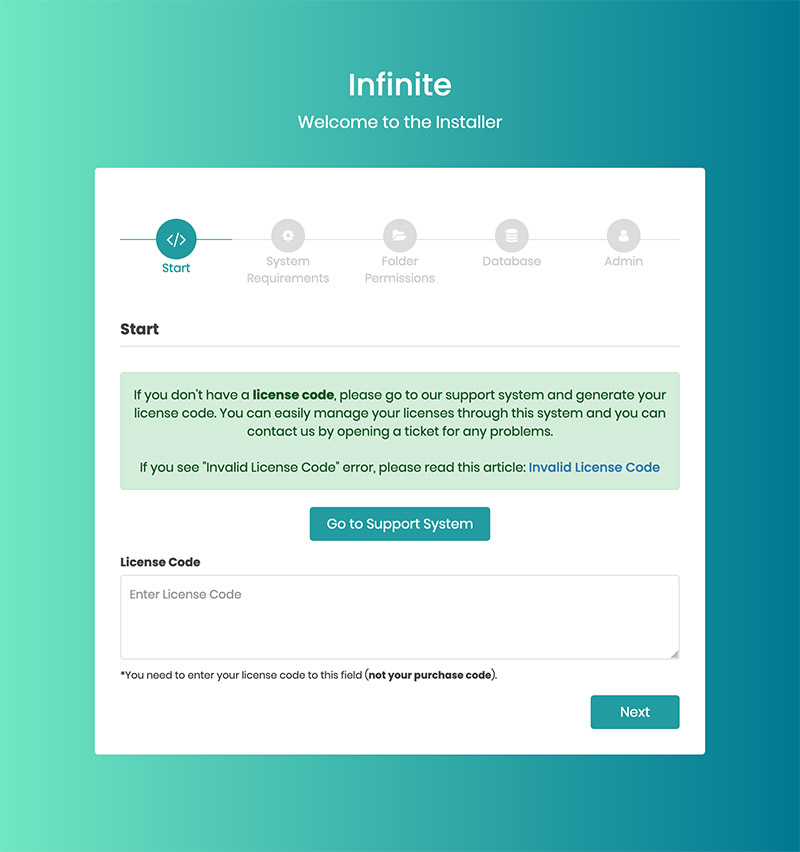 Infinite
Welcome to the Installer
Start
System
Requirements
Folder
Permissions
Database
Admin
Start
If you don't have a license code, please go to our support system and generate your
license code. You can easily manage your licenses through this system and you can
contact us by opening a ticket for any problems.
If you see "Invalid License Code" error, please read this article: Invalid License Code
Go to Support System
License Code
Enter License Code
*You need to enter your license code to this field (not your purchase code).
Next